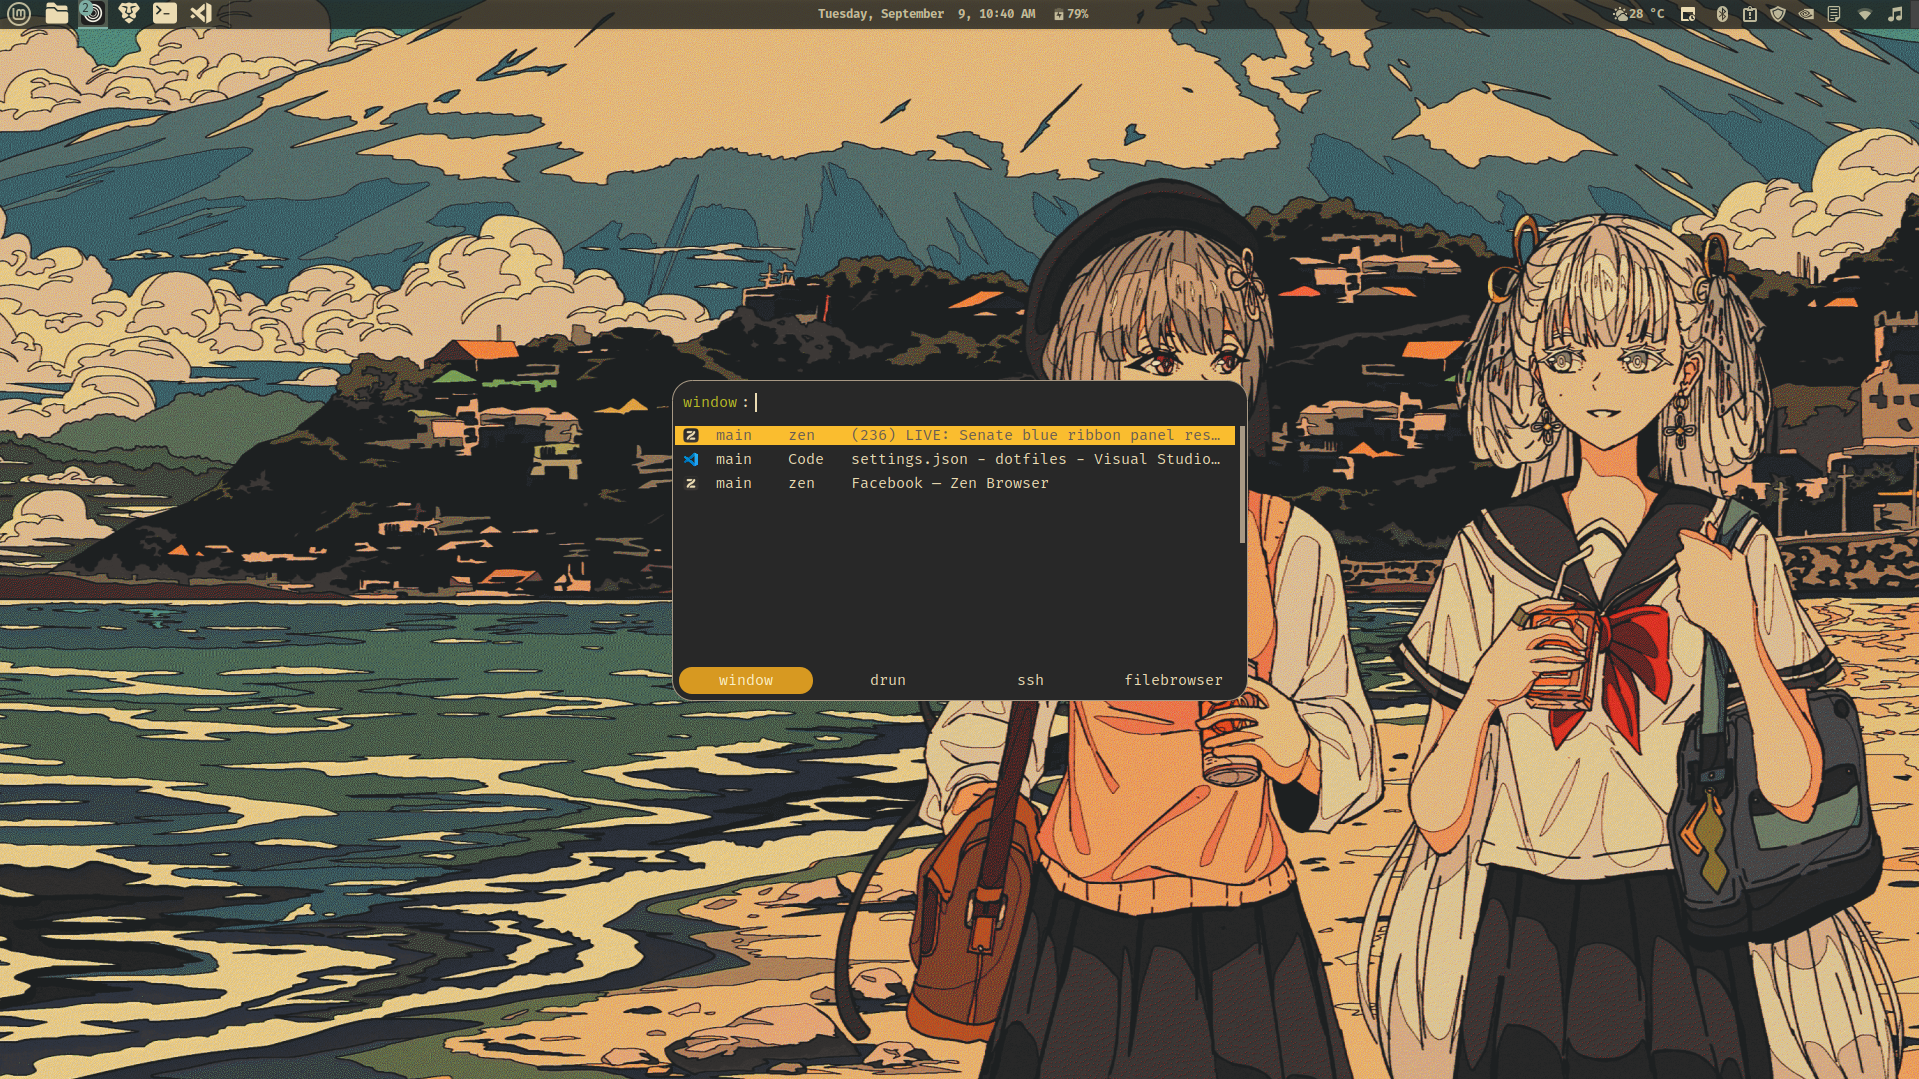 2
Tuesday, September  9, 10:40 AM
79%
28 °C
window :
main zen (236) LIVE: Senate blue ribbon panel res…
main Code settings.json - dotfiles - Visual Studio…
main zen Facebook — Zen Browser
window drun ssh filebrowser